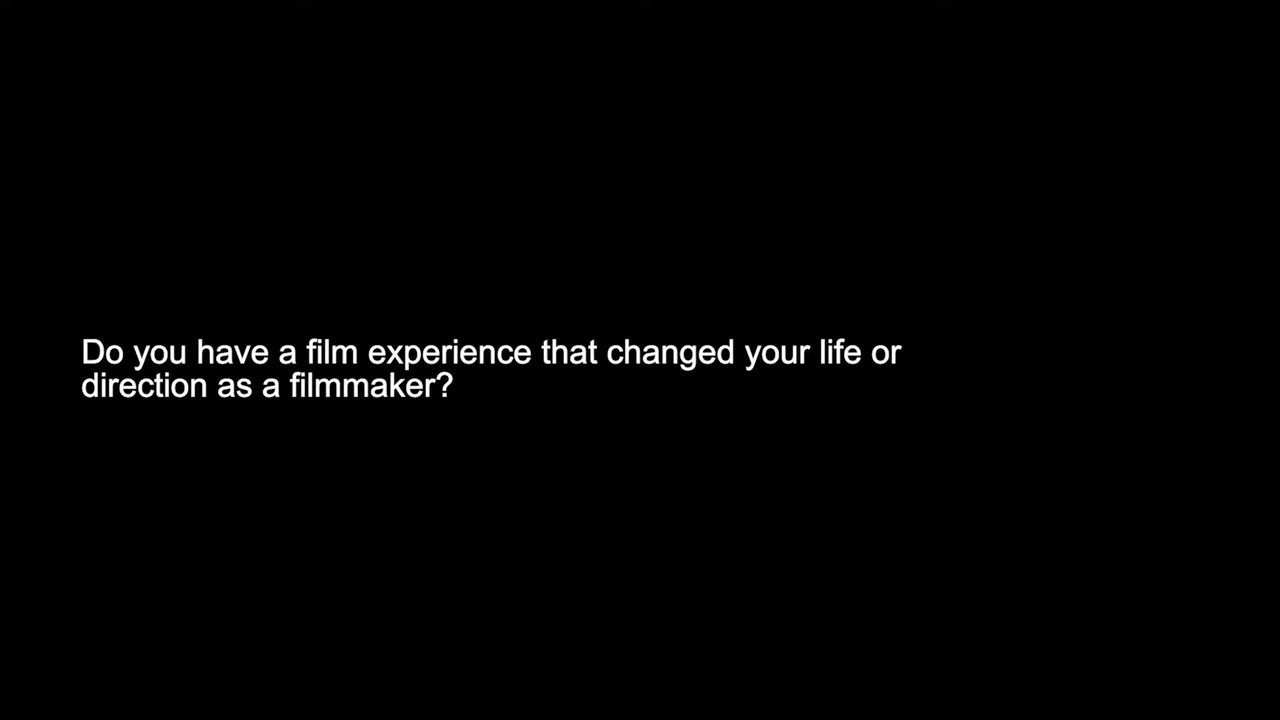 Do you have a film experience that changed your life or
direction as a filmmaker?